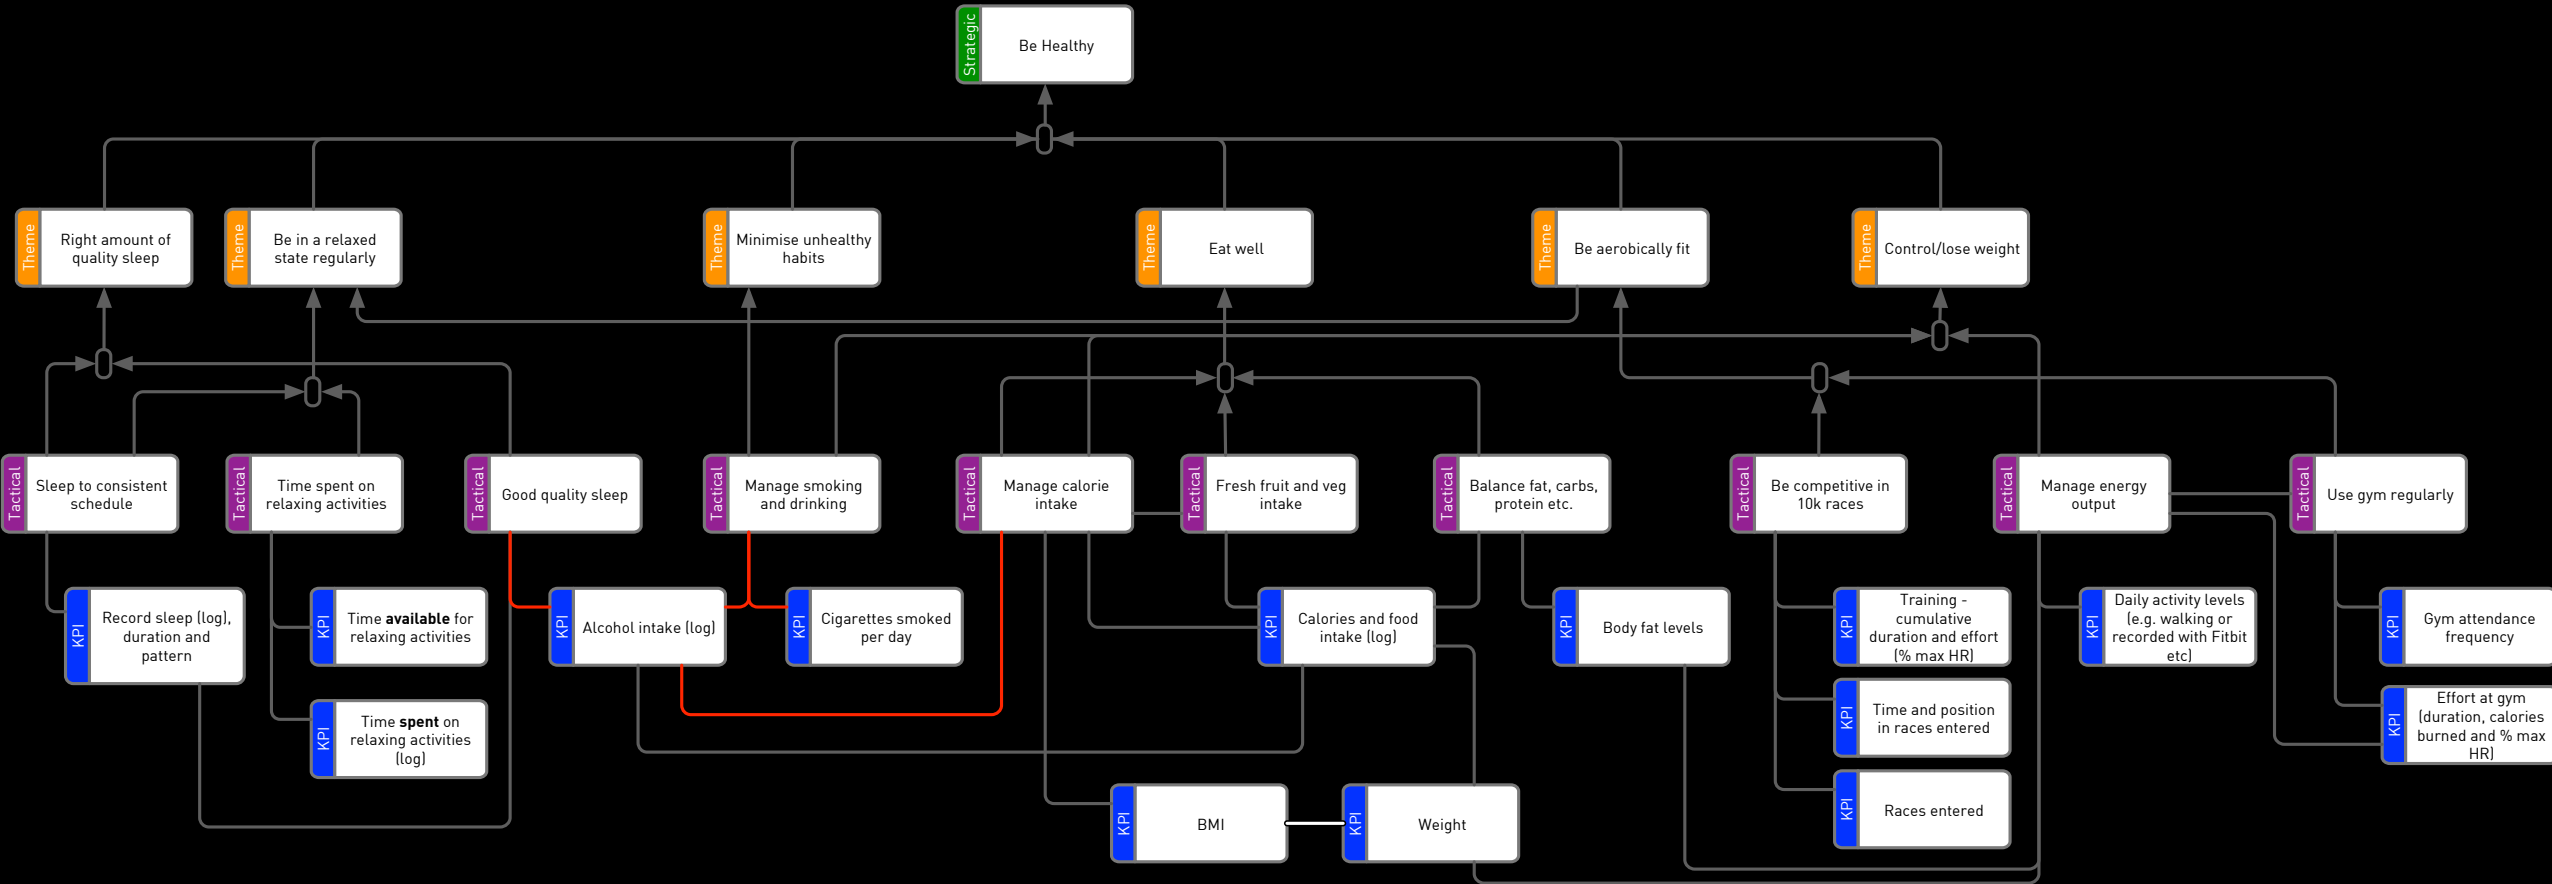 Strategic
Be Healthy
Theme
Right amount of
quality sleep
Theme
Be in a relaxed
state regularly
Theme
Minimise unhealthy
habits
Theme
Eat well
Theme
Be aerobically fit
Theme
Control/lose weight
Tactical
Sleep to consistent
schedule
Tactical
Time spent on
relaxing activities
Tactical
Good quality sleep
Tactical
Manage smoking
and drinking
Tactical
Manage calorie
intake
Tactical
Fresh fruit and veg
intake
Tactical
Balance fat, carbs,
protein etc.
Tactical
Be competitive in
10k races
Tactical
Manage energy
output
Tactical
Use gym regularly
KPI
Record sleep (log),
duration and
pattern
KPI
Time available for
relaxing activities
KPI
Alcohol intake (log)
KPI
Cigarettes smoked
per day
KPI
Calories and food
intake (log)
KPI
Body fat levels
KPI
Training -
cumulative
duration and effort
(% max HR)
KPI
Daily activity levels
(e.g. walking or
recorded with Fitbit
etc)
KPI
Gym attendance
frequency
KPI
Time spent on
relaxing activities
(log)
KPI
Time and position
in races entered
KPI
Effort at gym
(duration, calories
burned and % max
HR)
KPI
BMI
KPI
Weight
KPI
Races entered